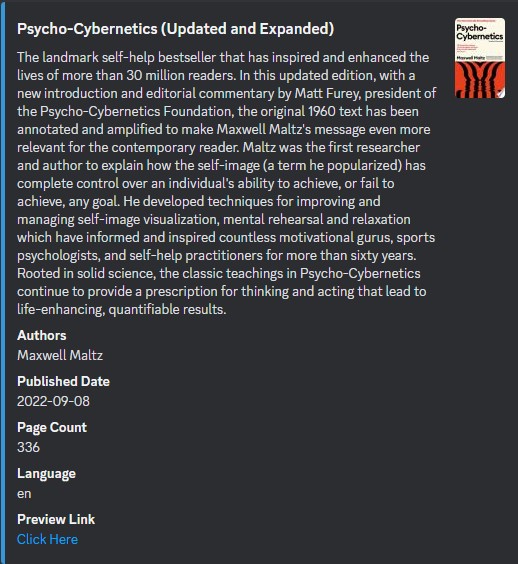 Psycho-Cybernetics (Updated and Expanded)
The landmark self-help bestseller that has inspired and enhanced the
lives of more than 30 million readers. In this updated edition, with a
new introduction and editorial commentary by Matt Furey, president of
the Psycho-Cybernetics Foundation, the original 1960 text has been
annotated and amplified to make Maxwell Maltz's message even more
relevant for the contemporary reader. Maltz was the first researcher
and author to explain how the self-image (a term he popularized) has
complete control over an individual's ability to achieve, or fail to
achieve, any goal. He developed techniques for improving and
managing self-image visualization, mental rehearsal and relaxation
which have informed and inspired countless motivational gurus, sports
psychologists, and self-help practitioners for more than sixty years.
Rooted in solid science, the classic teachings in Psycho-Cybernetics
continue to provide a prescription for thinking and acting that lead to
life-enhancing, quantifiable results.
Authors
Maxwell Maltz
Published Date
2022-09-08
Page Count
336
Language
en
Preview Link
Click Here
Psycho-
Cybernetics
Maxwell Maltz